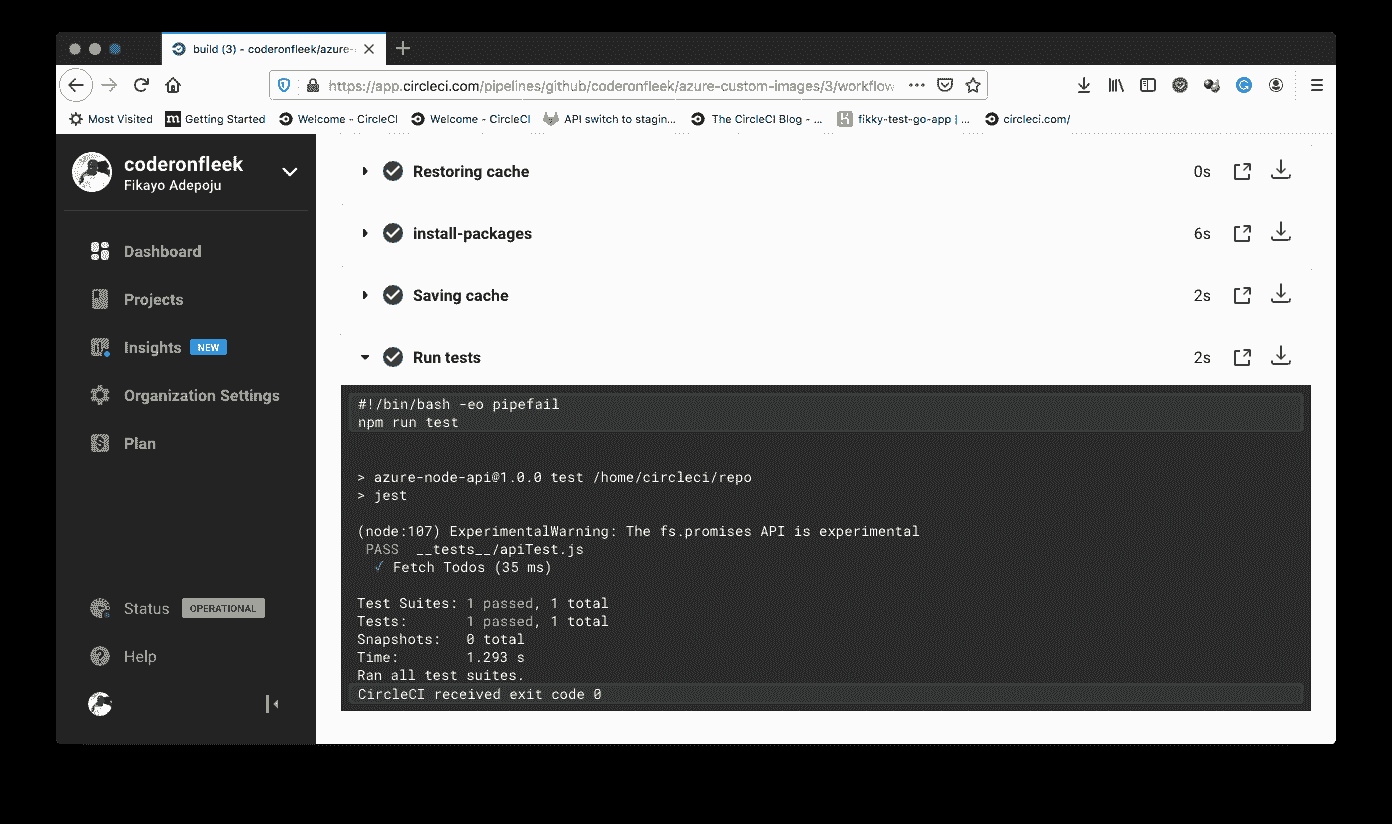 build (3) - coderonfleek/azure-
https://app.circleci.com/pipelines/github/coderonfleek/azure-custom-images/3/workflow
Most Visited
Getting Started
Welcome - CircleCI
Welcome - CircleCI
API switch to stagin...
The CircleCI Blog - ...
fikky-test-go-app | ...
circleci.com/
coderonfleek
Fikayo Adepoju
Dashboard
Projects
Insights NEW
Organization Settings
Plan
Status OPERATIONAL
Help
Restoring cache 0s
install-packages 6s
Saving cache 2s
Run tests 2s
#!/bin/bash -eo pipefail
npm run test
> azure-node-api@1.0.0 test /home/circleci/repo
> jest
(node:107) ExperimentalWarning: The fs.promises API is experimental
PASS __tests__/apiTest.js
✓ Fetch Todos (35 ms)
Test Suites: 1 passed, 1 total
Tests: 1 passed, 1 total
Snapshots: 0 total
Time: 1.293 s
Ran all test suites.
CircleCI received exit code 0